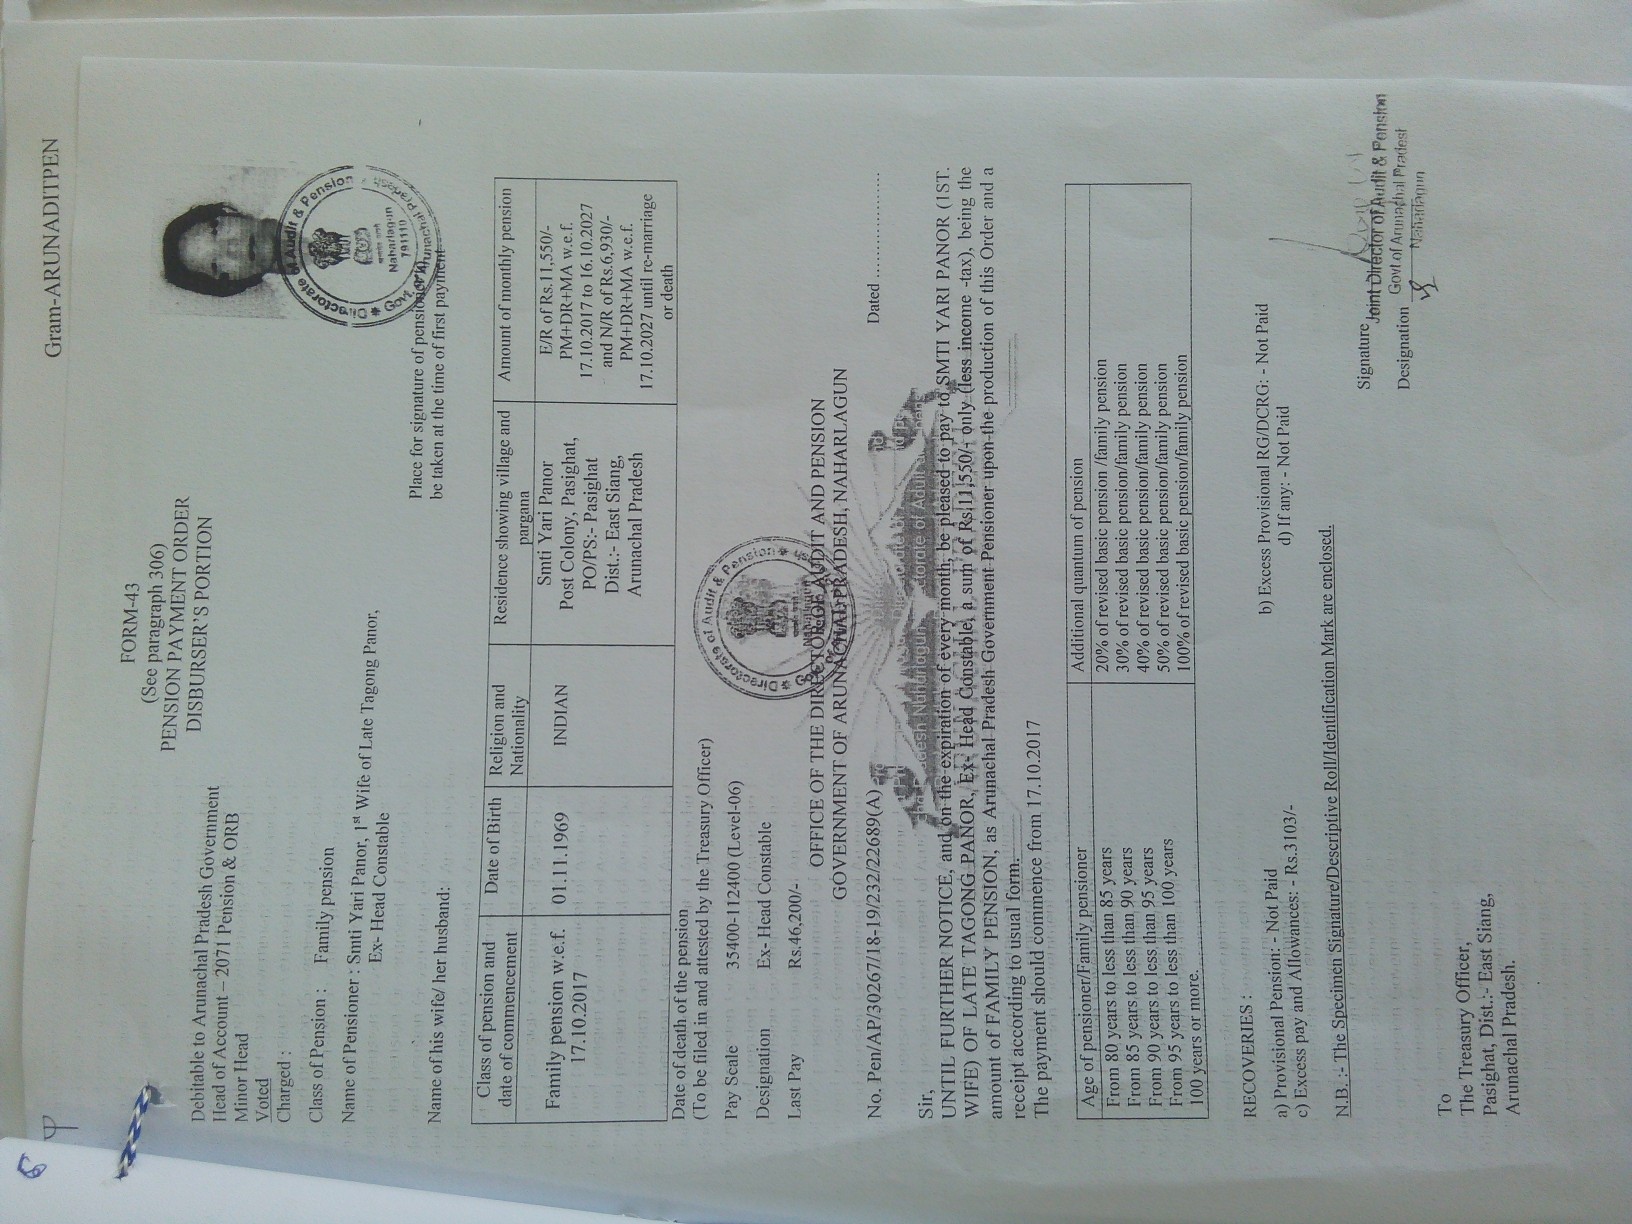 Gram-ARUNADITPEN
FORM-43
(See paragraph 306)
PENSION PAYMENT ORDER
DISBURSER'S PORTION
Debitable to Arunachal Pradesh Government
Head of Account – 2071 Pension & ORB
Minor Head
Voted
Charged :
Class of Pension : Family pension
Name of Pensioner : Smti Yari Panor, 1st Wife of Late Tagong Panor,
Ex- Head Constable
Place for signature of pensioner
be taken at the time of first payment
Name of his wife/ her husband:
Class of pension and date of commencement
Date of Birth
Religion and Nationality
Residence showing village and pargana
Amount of monthly pension
Family pension w.e.f. 17.10.2017
01.11.1969
INDIAN
Smti Yari Panor
Post Colony, Pasighat,
PO/PS:- Pasighat
Dist.:- East Siang,
Arunachal Pradesh
E/R of Rs.11,550/-
PM+DR+MA w.e.f.
17.10.2017 to 16.10.2027
and N/R of Rs.6,930/-
PM+DR+MA w.e.f.
17.10.2027 until re-marriage
or death
Date of death of the pension
(To be filed in and attested by the Treasury Officer)
Pay Scale 35400-112400 (Level-06)
Designation Ex- Head Constable
Last Pay Rs.46,200/-
Directorate of Audit & Pension
Naharlagun
791110
Govt. of Arunachal Pradesh
OFFICE OF THE DIRECTOR OF AUDIT AND PENSION
GOVERNMENT OF ARUNACHAL PRADESH, NAHARLAGUN
No. Pen/AP/30267/18-19/232/22689(A) Dated ....................
Sir,
UNTIL FURTHER NOTICE, and on the expiration of every month, be pleased to pay to SMTI YARI PANOR (1ST.
WIFE) OF LATE TAGONG PANOR, Ex- Head Constable, a sum of Rs.11,550/- only (less income -tax), being the
amount of FAMILY PENSION, as Arunachal Pradesh Government Pensioner upon the production of this Order and a
receipt according to usual form.
The payment should commence from 17.10.2017
Age of pensioner/Family pensioner Additional quantum of pension
From 80 years to less than 85 years 20% of revised basic pension /family pension
From 85 years to less than 90 years 30% of revised basic pension/family pension
From 90 years to less than 95 years 40% of revised basic pension/family pension
From 95 years to less than 100 years 50% of revised basic pension/family pension
100 years or more. 100% of revised basic pension/family pension
RECOVERIES :
a) Provisional Pension: - Not Paid b) Excess Provisional RG/DCRG: - Not Paid
c) Excess pay and Allowances: - Rs.3103/- d) If any: - Not Paid
N.B. :- The Specimen Signature/Descriptive Roll/Identification Mark are enclosed.
Signature
Joint Director of Audit & Pension
Govt of Arunachal Pradesh
Designation
Naharlagun
To
The Treasury Officer,
Pasighat, Dist.:- East Siang,
Arunachal Pradesh.